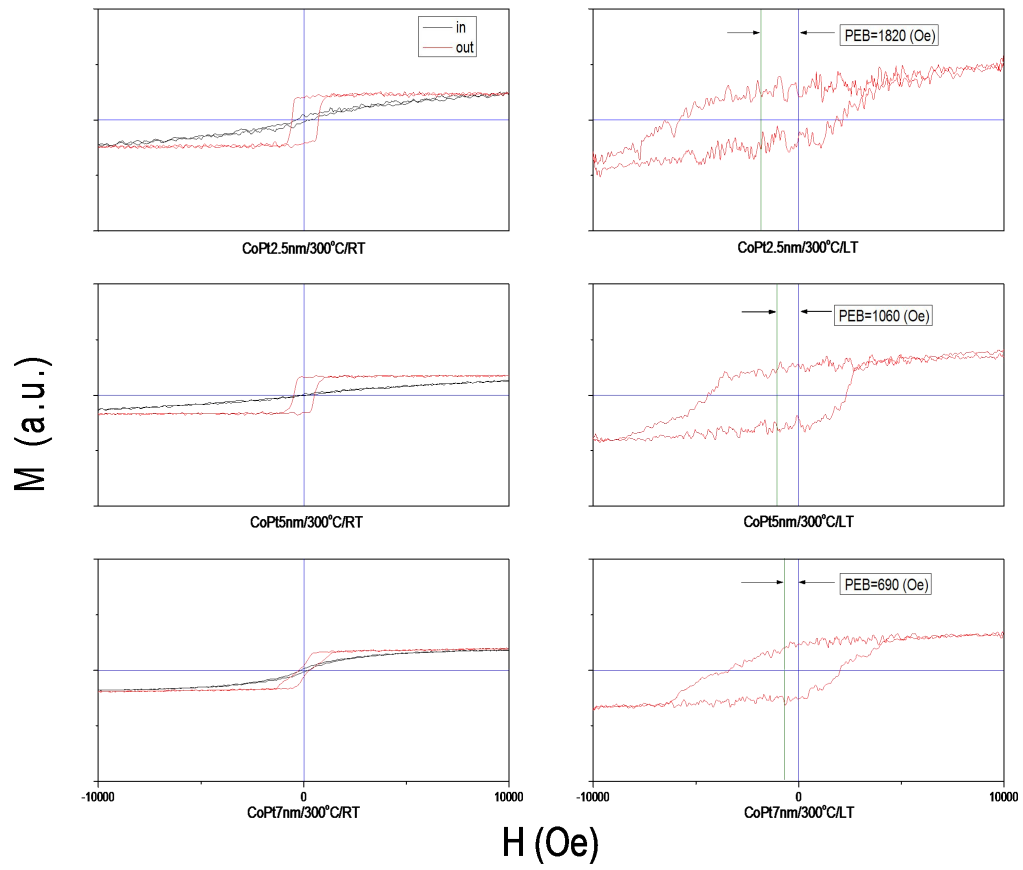 in
out
PEB=1820 (Oe)
CoPt2.5nm/300°C/RT
CoPt2.5nm/300°C/LT
PEB=1060 (Oe)
M (a.u.)
CoPt5nm/300°C/RT
CoPt5nm/300°C/LT
PEB=690 (Oe)
-10000 0 10000
-10000 0 10000
CoPt7nm/300°C/RT
CoPt7nm/300°C/LT
H (Oe)